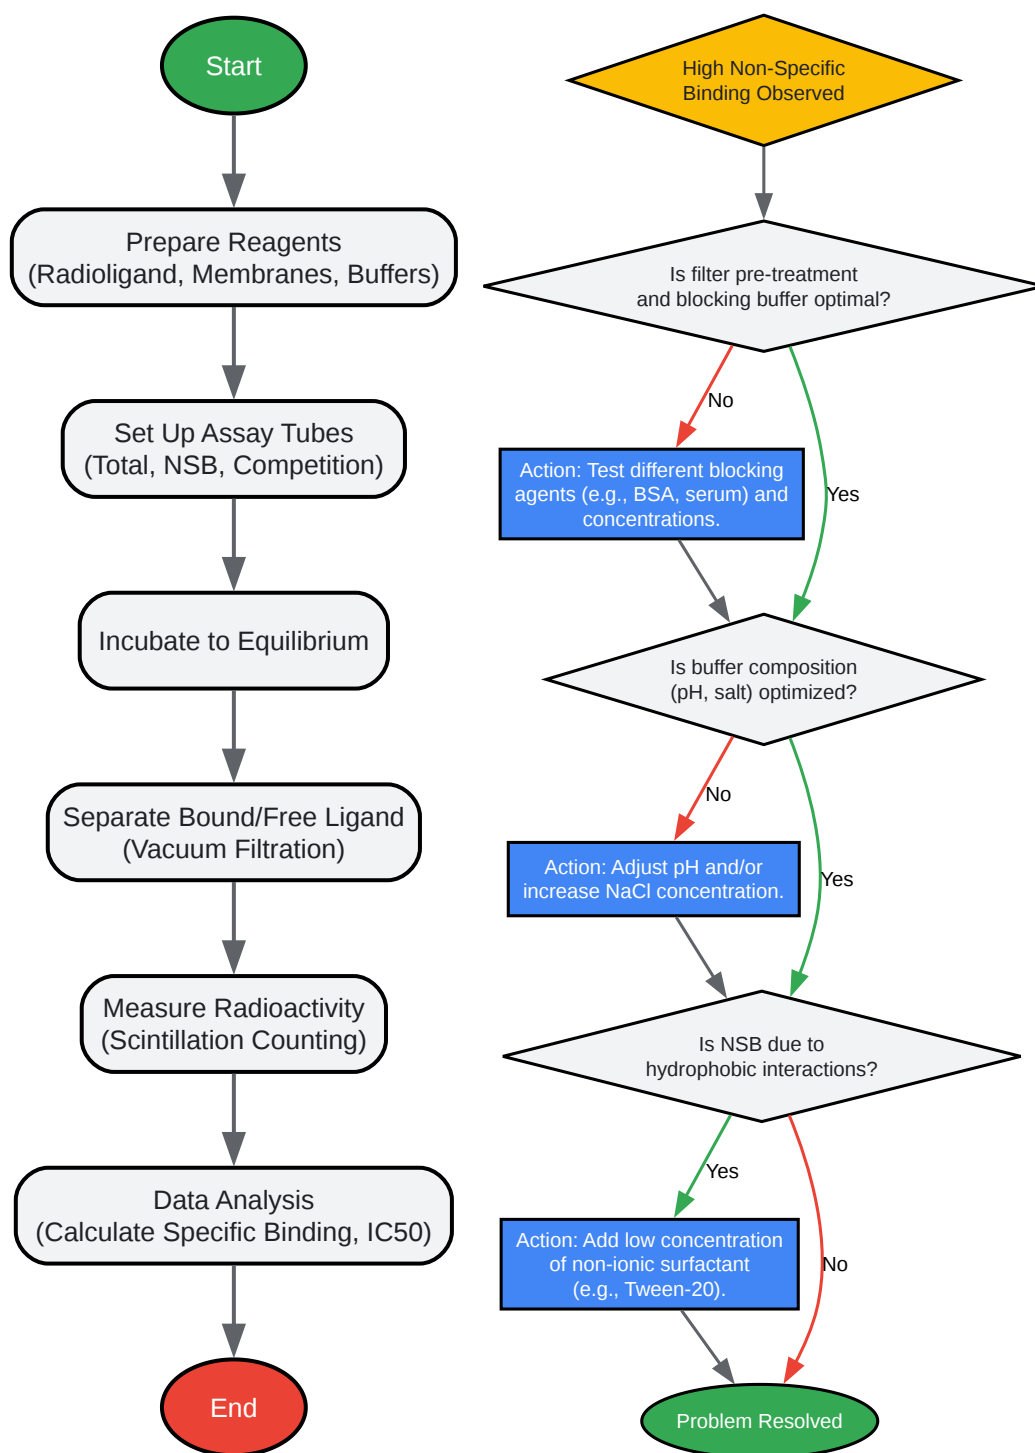 Start
Prepare Reagents
(Radioligand, Membranes, Buffers)
Set Up Assay Tubes
(Total, NSB, Competition)
Incubate to Equilibrium
Separate Bound/Free Ligand
(Vacuum Filtration)
Measure Radioactivity
(Scintillation Counting)
Data Analysis
(Calculate Specific Binding, IC50)
End
High Non-Specific
Binding Observed
Is filter pre-treatment
and blocking buffer optimal?
No
Yes
Action: Test different blocking
agents (e.g., BSA, serum) and
concentrations.
Is buffer composition
(pH, salt) optimized?
No
Yes
Action: Adjust pH and/or
increase NaCl concentration.
Is NSB due to
hydrophobic interactions?
Yes
No
Action: Add low concentration
of non-ionic surfactant
(e.g., Tween-20).
Problem Resolved